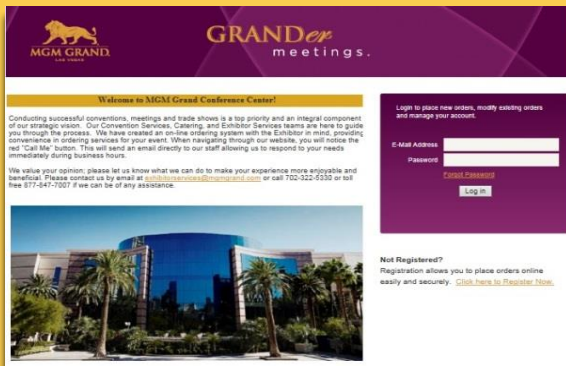 MGM GRAND.
LAS VEGAS
GRANDer
meetings.
Welcome to MGM Grand Conference Center!
Conducting successful conventions, meetings and trade shows is a top priority and an integral component
of our strategic vision. Our Convention Services, Catering, and Exhibitor Services teams are here to guide
you through the process. We have created an on-line ordering system with the Exhibitor in mind, providing
convenience in ordering services for your event. When navigating through our website, you will notice the
red "Call Me" button. This will send an email directly to our staff allowing us to respond to your needs
immediately during business hours.
We value your opinion; please let us know what we can do to make your experience more enjoyable and
beneficial. Please contact us by email at exhibitorservices@mgmgrand.com or call 702-322-5330 or toll
free 877-847-7007 if we can be of any assistance.
Login to place new orders, modify existing orders
and manage your account.
E-Mail Address
Password
Forgot Password
Log in
Not Registered?
Registration allows you to place orders online
easily and securely. Click here to Register Now.